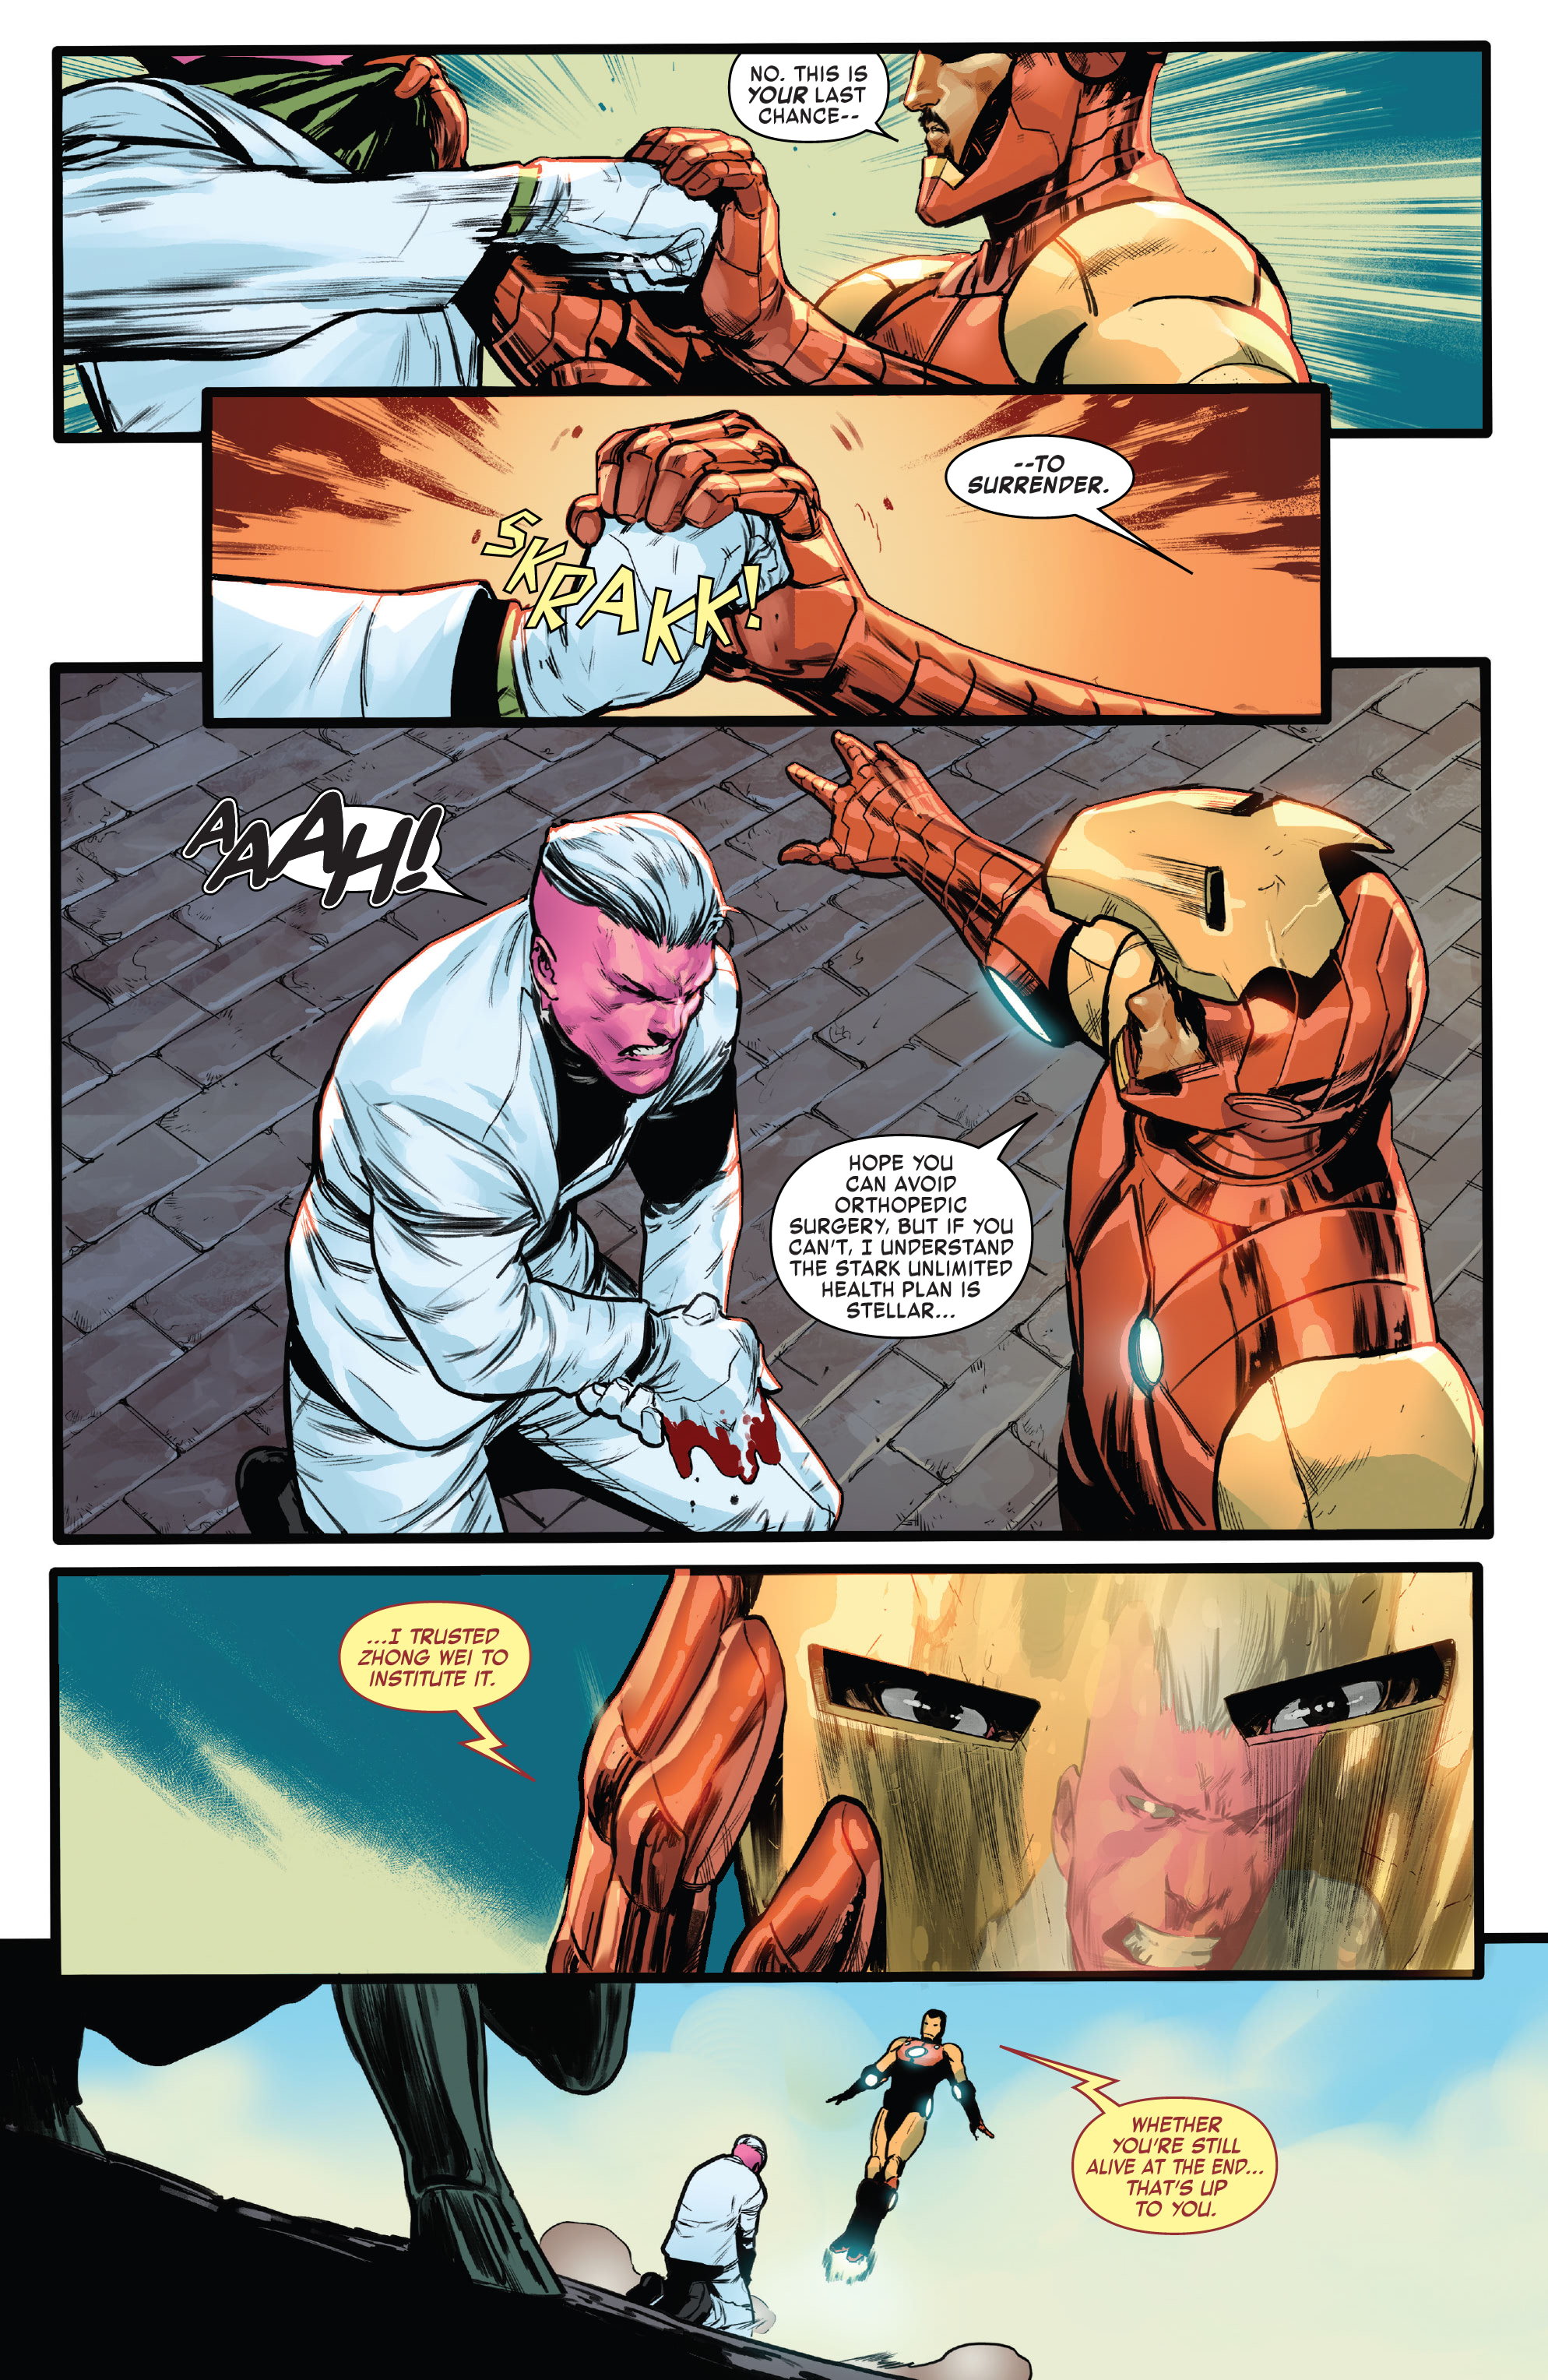 NO. THIS IS
YOUR LAST
CHANCE--
--TO
SURRENDER.
SKRAKK!
AAAH!
HOPE YOU
CAN AVOID
ORTHOPEDIC
SURGERY, BUT IF YOU
CAN'T, I UNDERSTAND
THE STARK UNLIMITED
HEALTH PLAN IS
STELLAR...
...I TRUSTED
ZHONG WEI TO
INSTITUTE IT.
WHETHER
YOU'RE STILL
ALIVE AT THE END...
THAT'S UP
TO YOU.